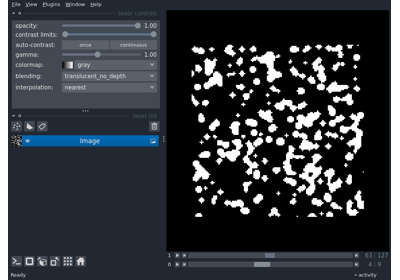 File View Plugins Window Help
layer controls
opacity: 1.00
contrast limits:
auto-contrast: once continuous
gamma: 1.00
colormap: gray
blending: translucent_no_depth
interpolation: nearest
layer list
Image
1 63 127
0 4 9
Ready activity